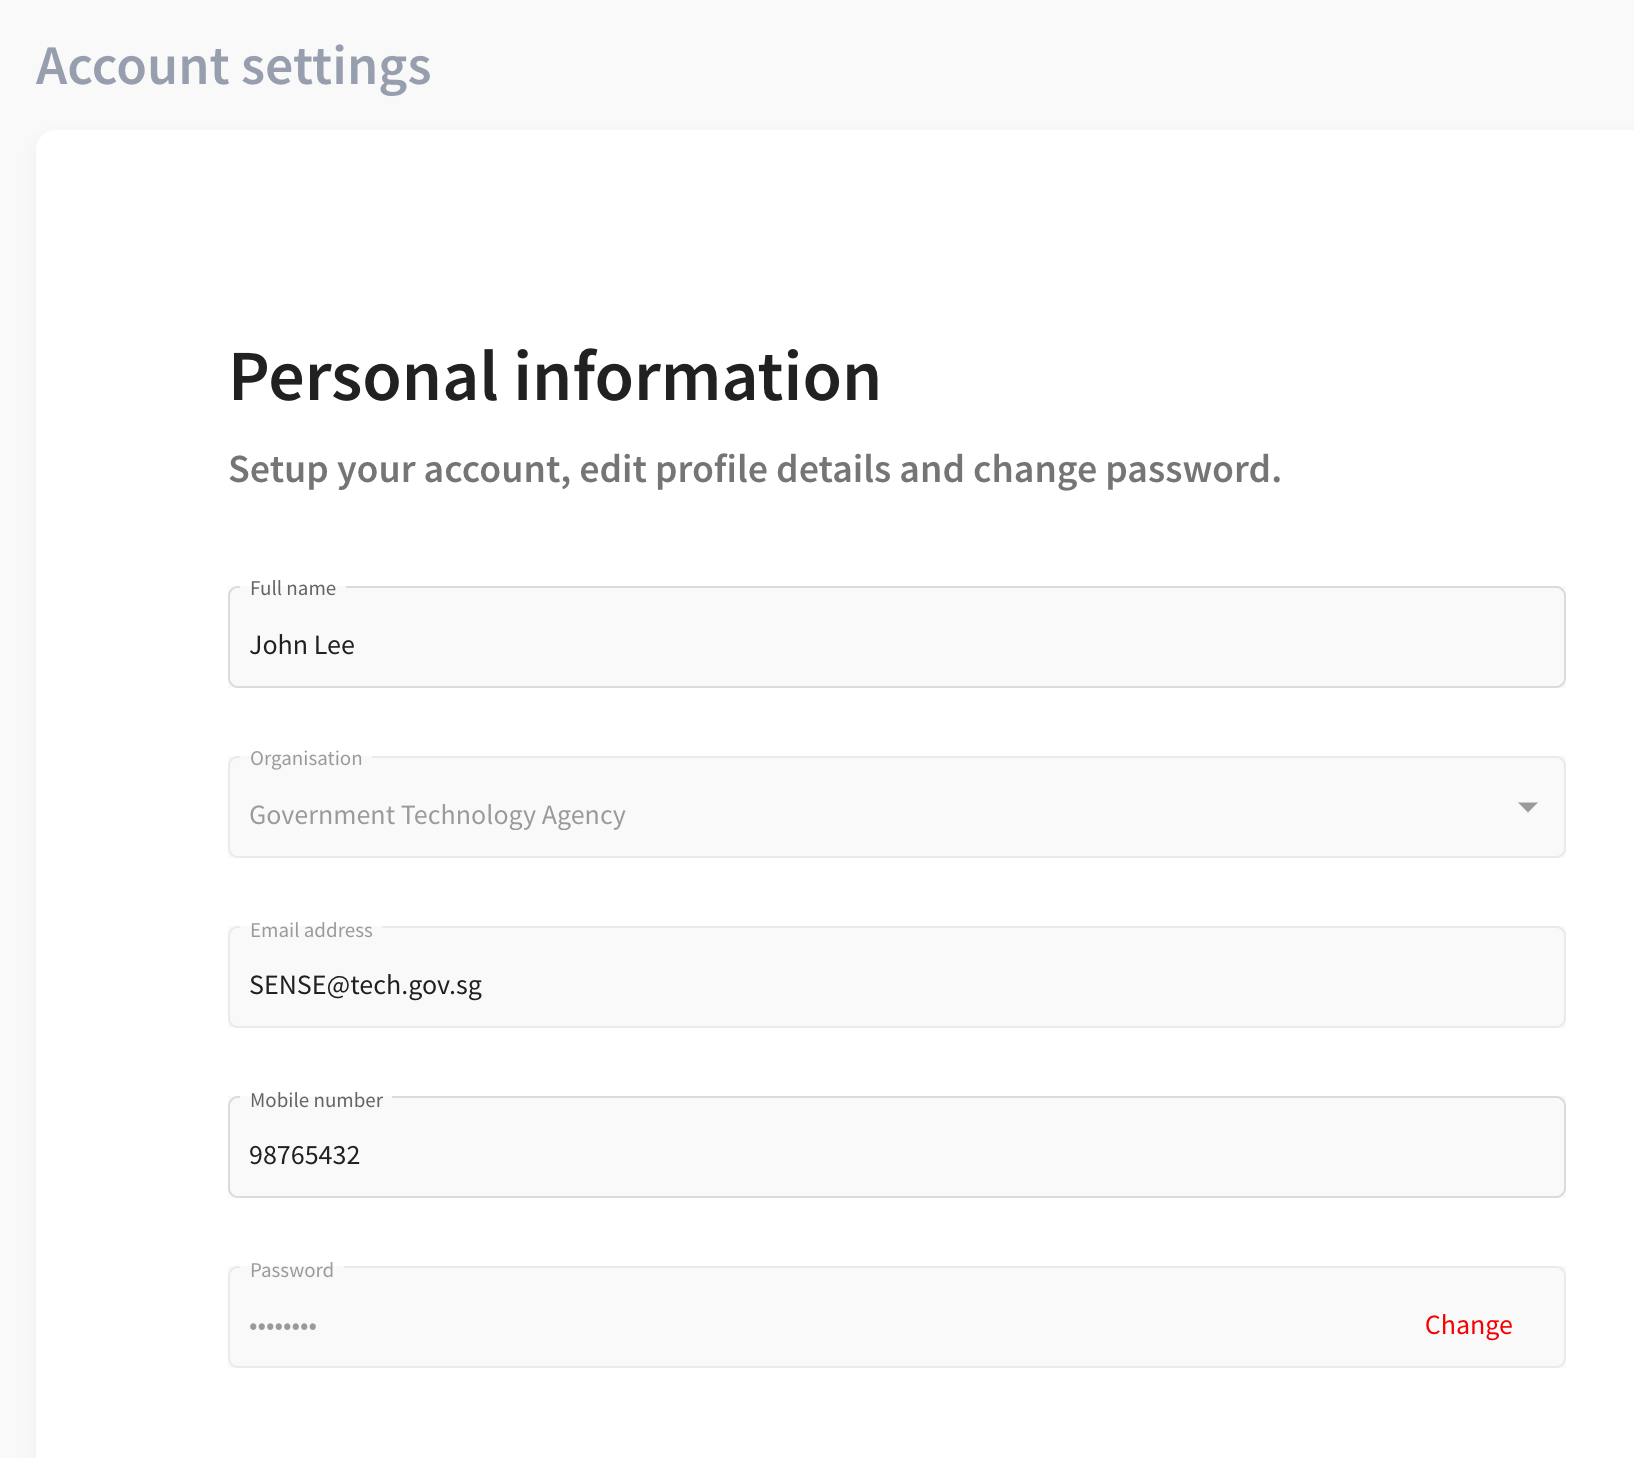 Account settings
Personal information
Setup your account, edit profile details and change password.
Full name
John Lee
Organisation
Government Technology Agency
Email address
SENSE@tech.gov.sg
Mobile number
98765432
Password
••••••••
Change